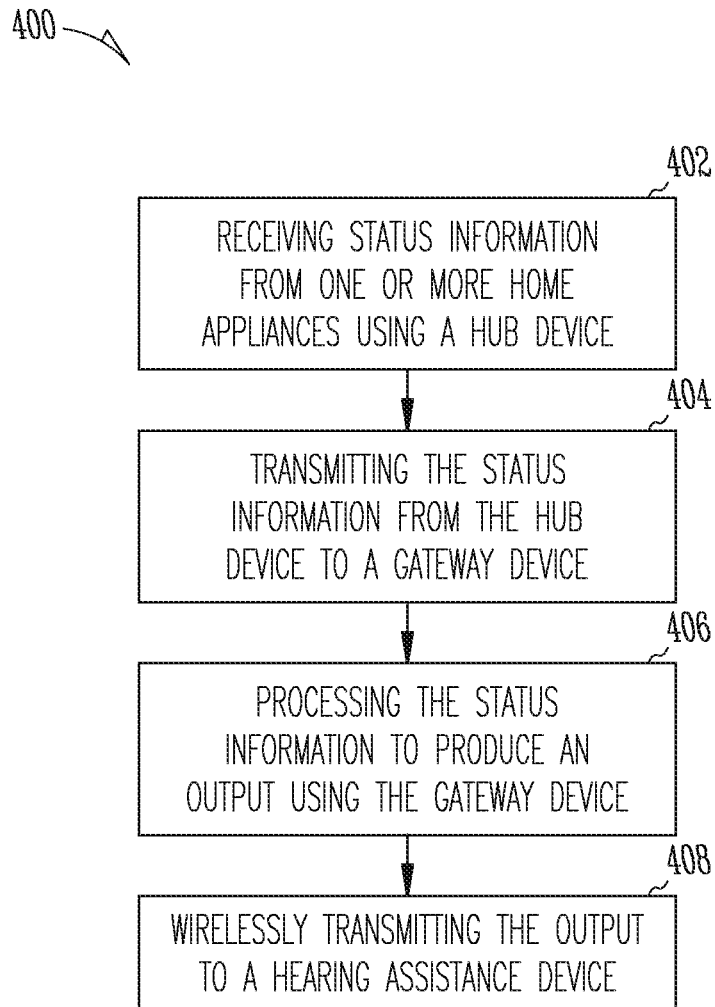 400
402
RECEIVING STATUS INFORMATION
FROM ONE OR MORE HOME
APPLIANCES USING A HUB DEVICE
404
TRANSMITTING THE STATUS
INFORMATION FROM THE HUB
DEVICE TO A GATEWAY DEVICE
406
PROCESSING THE STATUS
INFORMATION TO PRODUCE AN
OUTPUT USING THE GATEWAY DEVICE
408
WIRELESSLY TRANSMITTING THE OUTPUT
TO A HEARING ASSISTANCE DEVICE